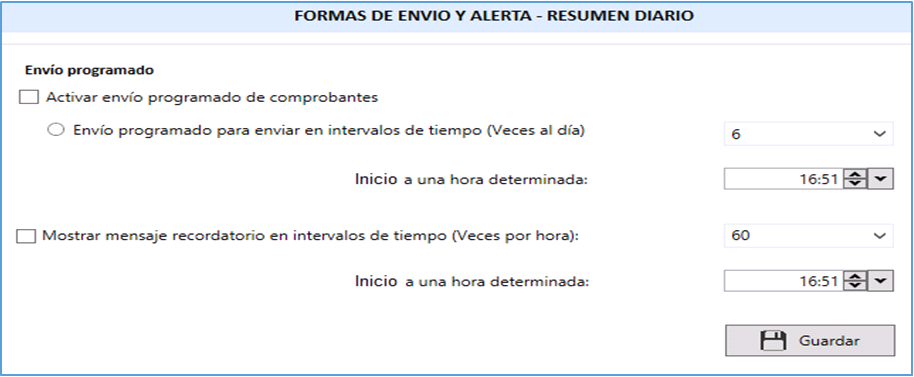 FORMAS DE ENVIO Y ALERTA - RESUMEN DIARIO
Envío programado
Activar envío programado de comprobantes
Envío programado para enviar en intervalos de tiempo (Veces al día)
6
Inicio a una hora determinada:
16:51
Mostrar mensaje recordatorio en intervalos de tiempo (Veces por hora):
60
Inicio a una hora determinada:
16:51
Guardar